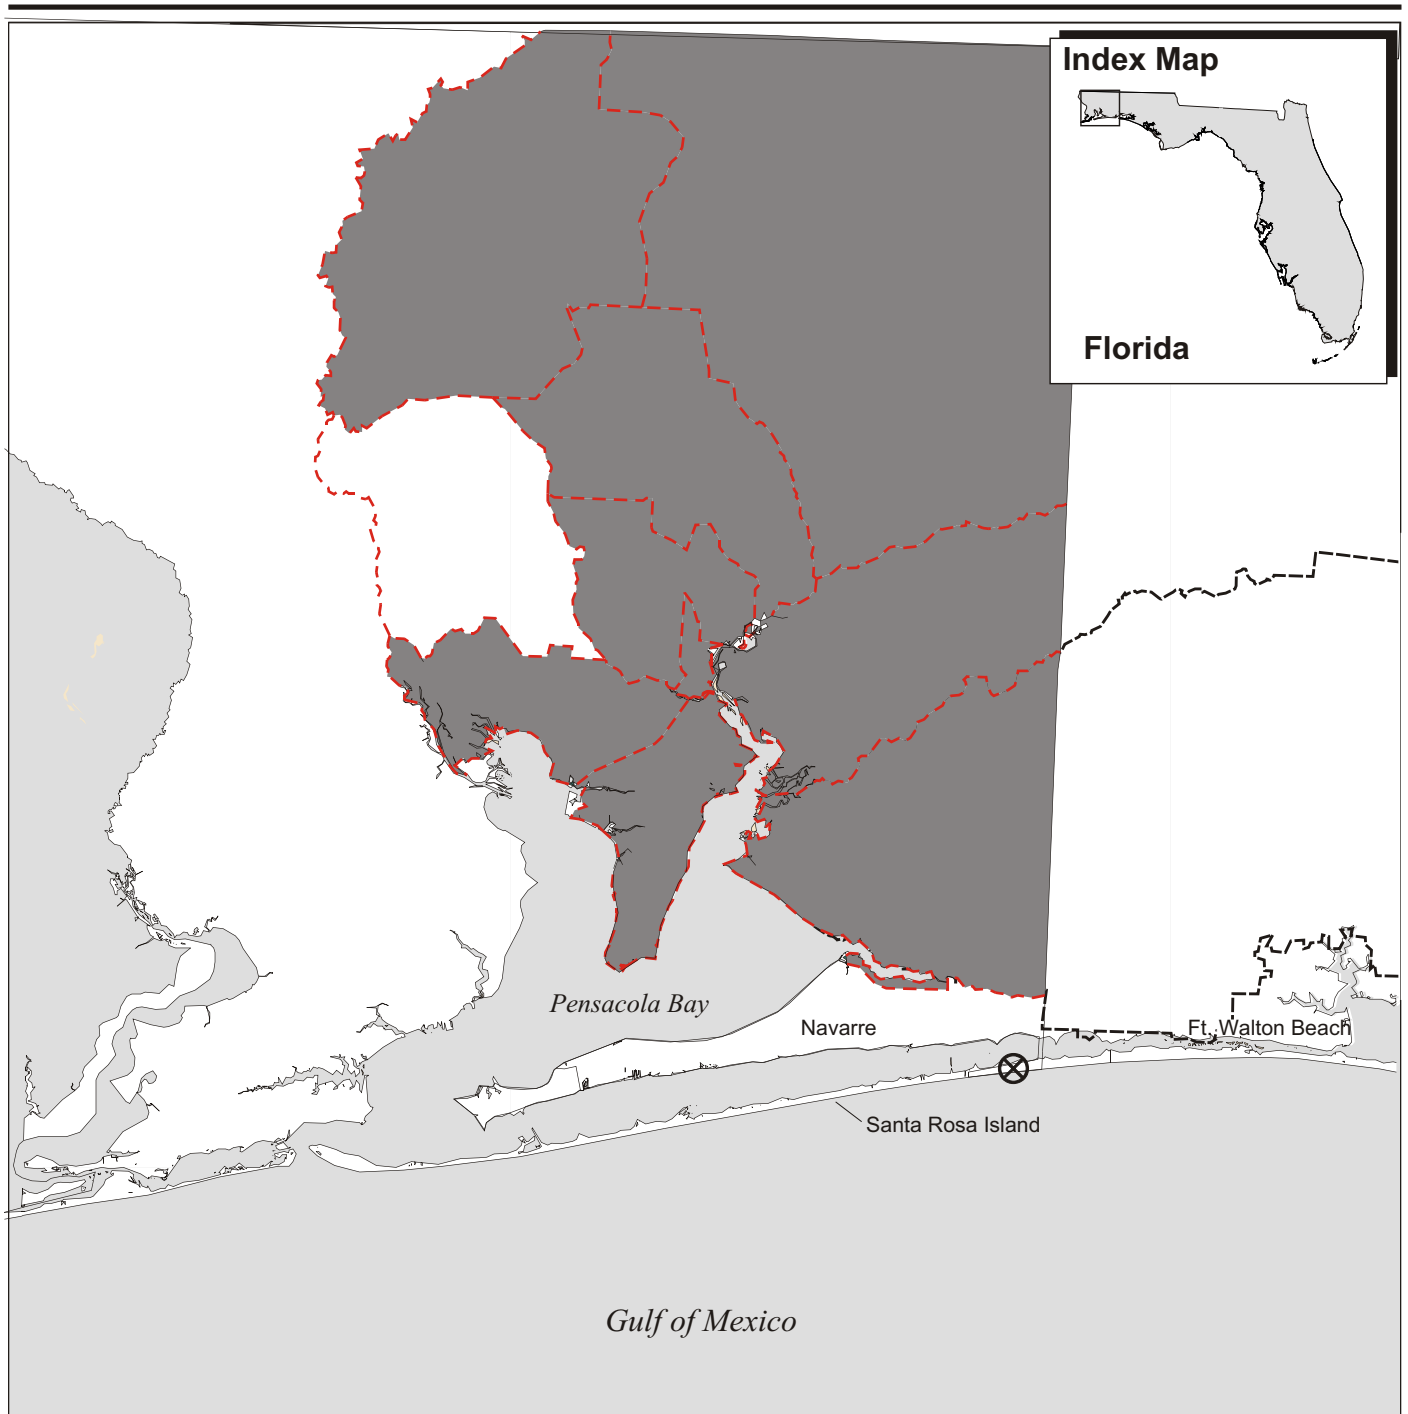 Index Map
Florida
Pensacola Bay
Navarre
Ft. Walton Beach
Santa Rosa Island
Gulf of Mexico